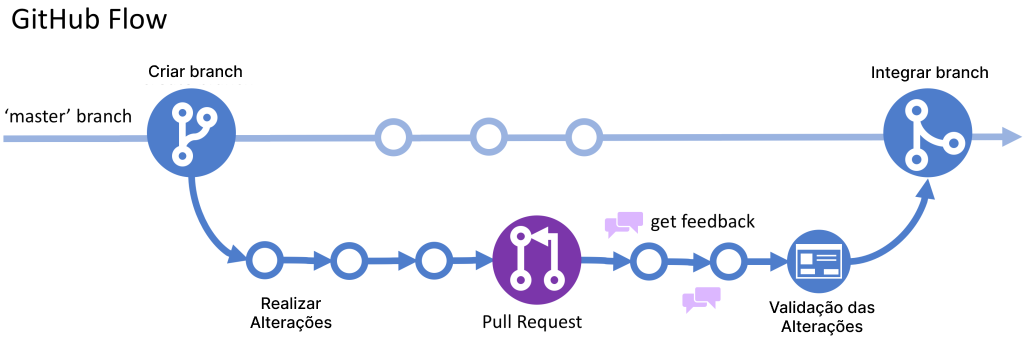 GitHub Flow
Criar branch
Integrar branch
‘master’ branch
get feedback
Realizar
Alterações
Pull Request
Validação das
Alterações